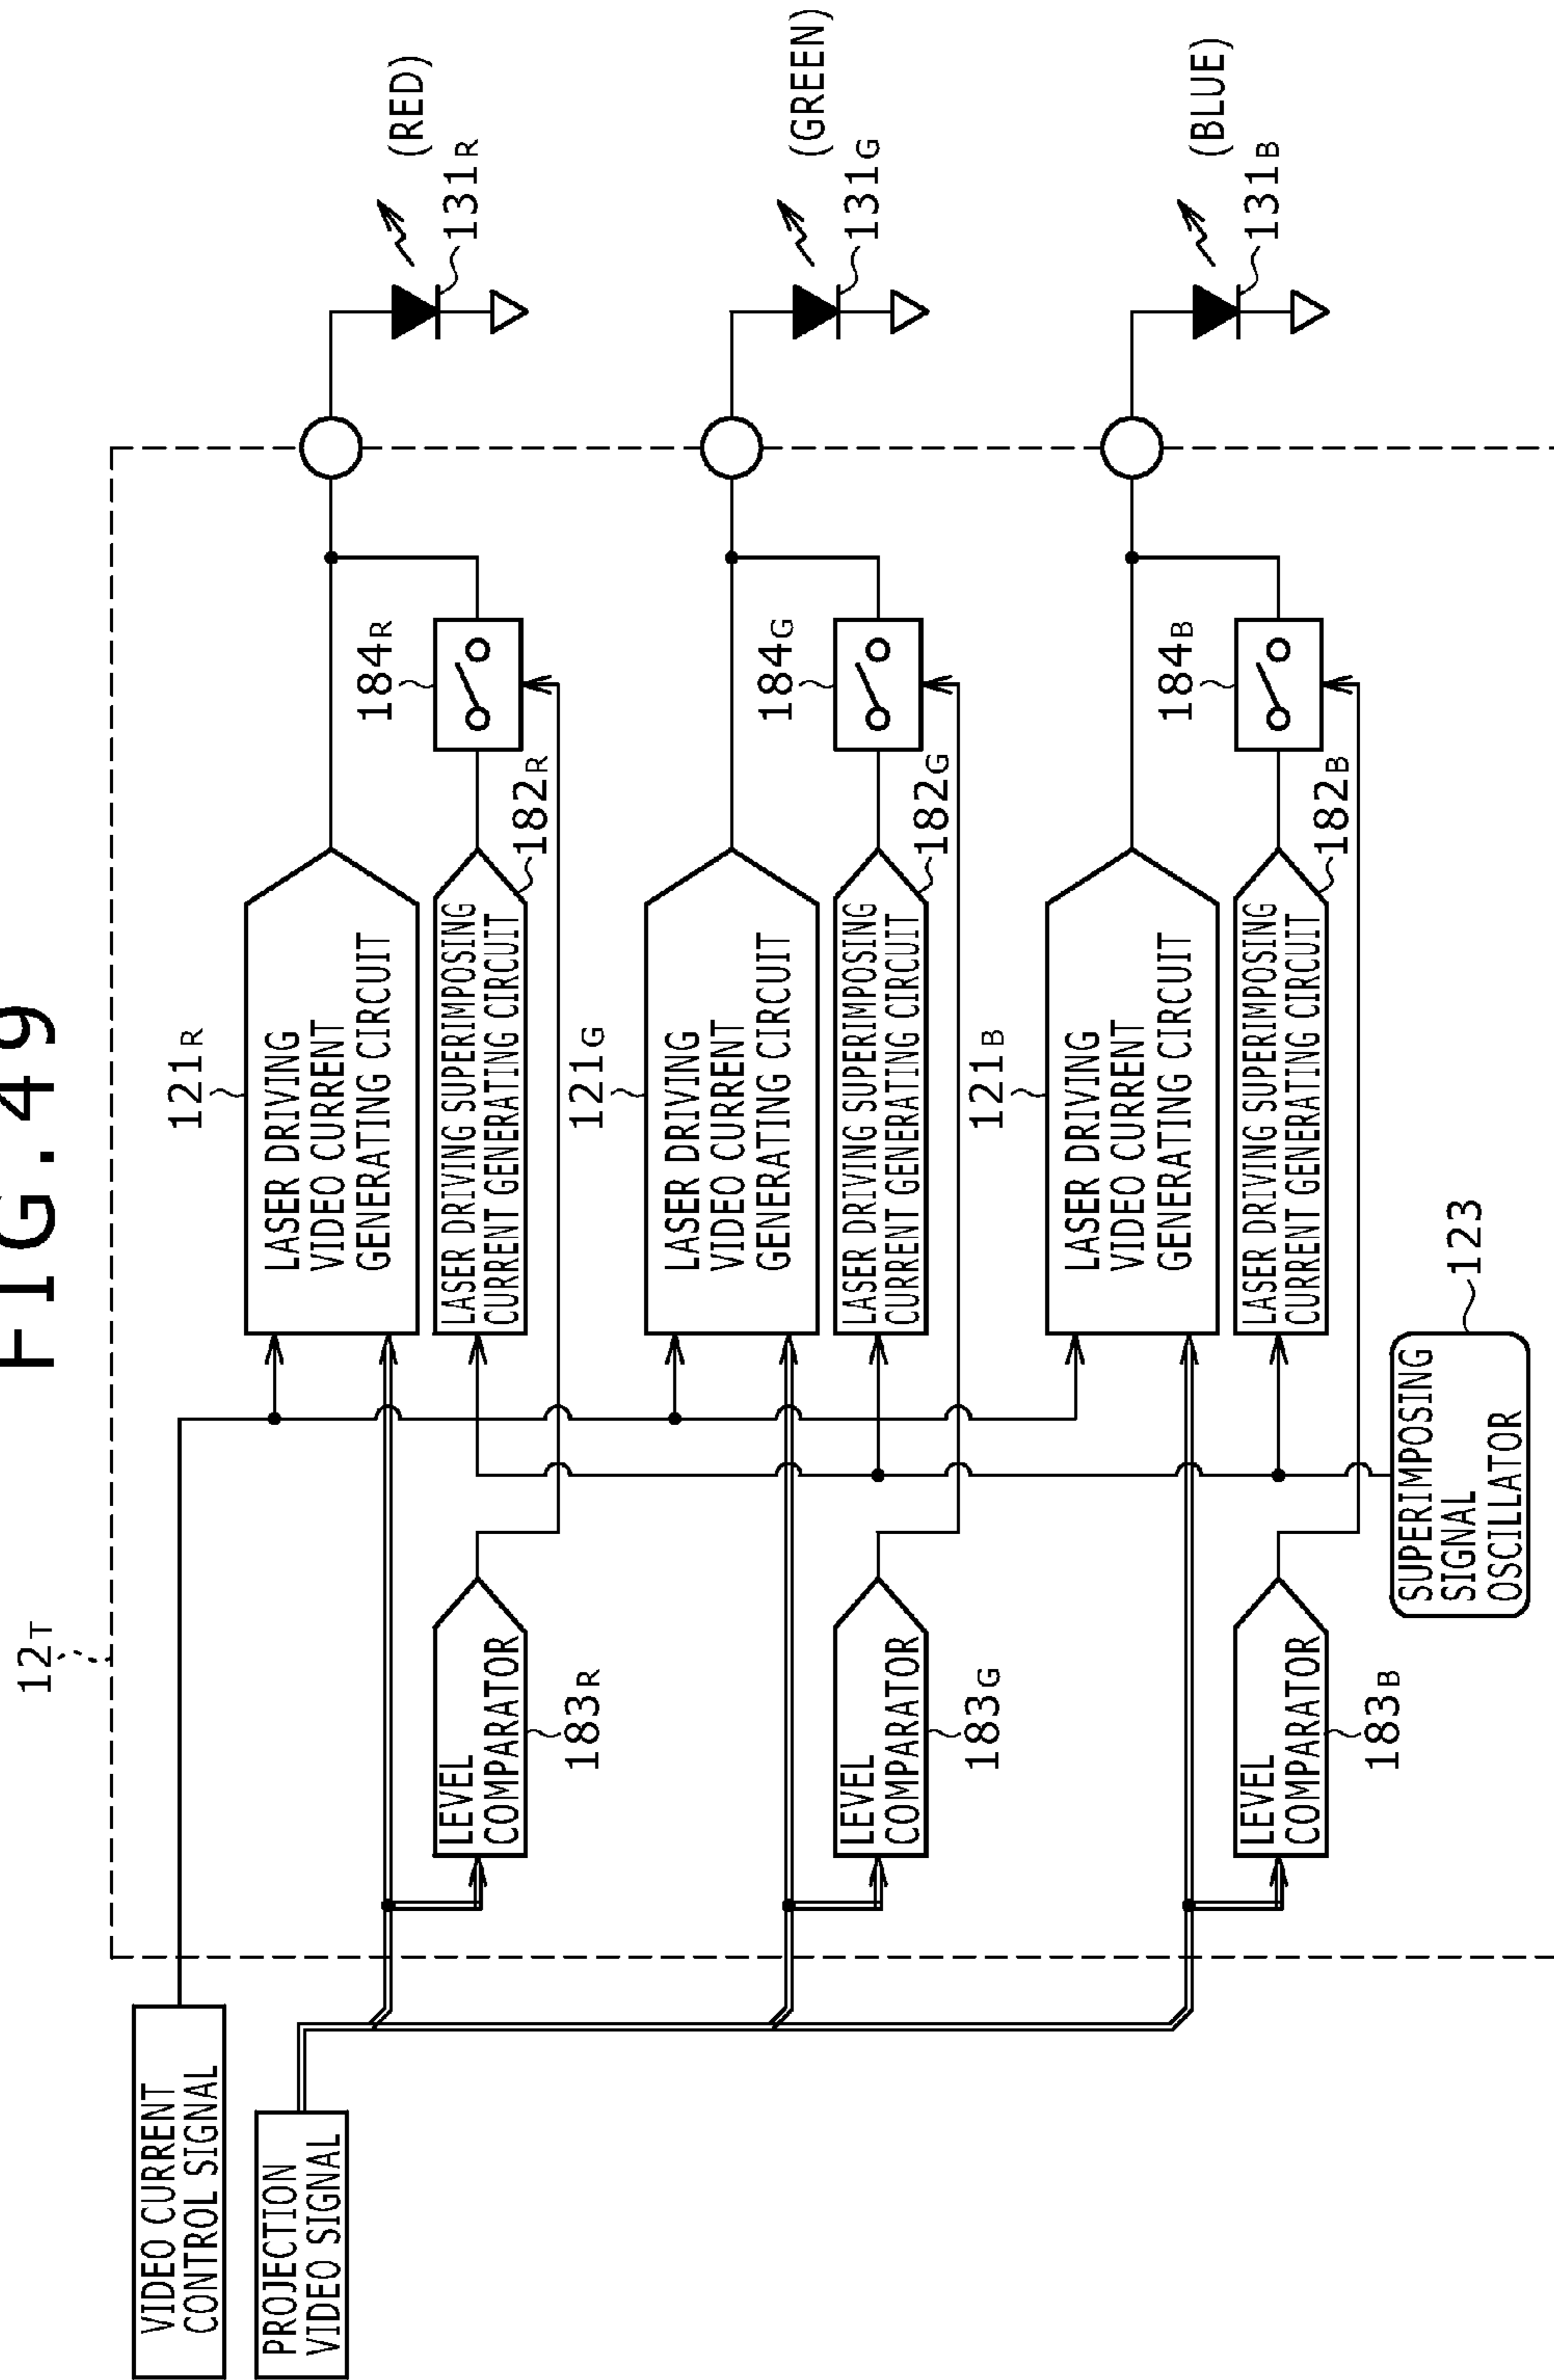 FIG. 49
12T
VIDEO CURRENT
CONTROL SIGNAL
PROJECTION
VIDEO SIGNAL
121R
LASER DRIVING
VIDEO CURRENT
GENERATING CIRCUIT
LASER DRIVING SUPERIMPOSING
CURRENT GENERATING CIRCUIT
182R
184R
(RED)
131R
LEVEL
COMPARATOR
183R
121G
LASER DRIVING
VIDEO CURRENT
GENERATING CIRCUIT
LASER DRIVING SUPERIMPOSING
CURRENT GENERATING CIRCUIT
182G
184G
(GREEN)
131G
LEVEL
COMPARATOR
183G
121B
LASER DRIVING
VIDEO CURRENT
GENERATING CIRCUIT
LASER DRIVING SUPERIMPOSING
CURRENT GENERATING CIRCUIT
182B
184B
(BLUE)
131B
LEVEL
COMPARATOR
183B
SUPERIMPOSING
SIGNAL
OSCILLATOR
123